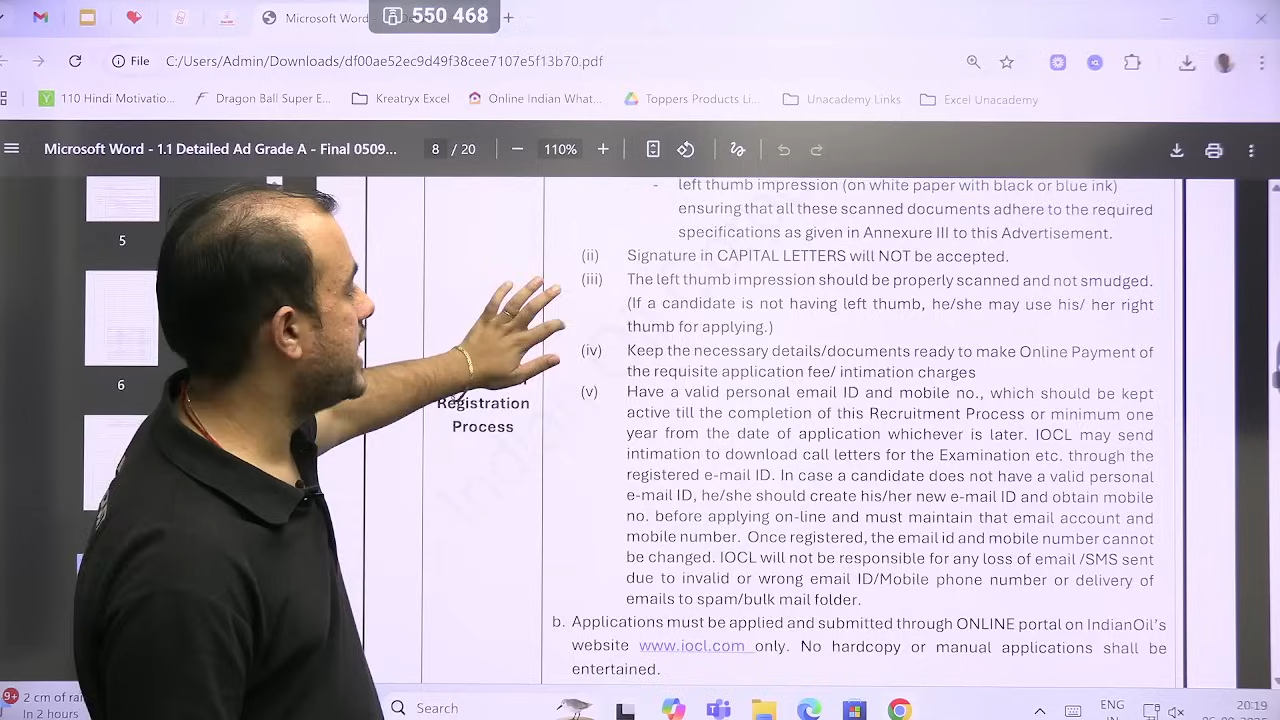 550 468
Microsoft Word
File
C:/Users/Admin/Downloads/df00ae52ec9d49f38cee7107e5f13b70.pdf
110 Hindi Motivatio...
Dragon Ball Super E...
Kreatryx Excel
Online Indian What...
Toppers Products Li...
Unacademy Links
Excel Unacademy
Microsoft Word - 1.1 Detailed Ad Grade A - Final 0509...
8 / 20
110%
5
6
- left thumb impression (on white paper with black or blue ink)
ensuring that all these scanned documents adhere to the required
specifications as given in Annexure III to this Advertisement.
(ii) Signature in CAPITAL LETTERS will NOT be accepted.
(iii) The left thumb impression should be properly scanned and not smudged.
(If a candidate is not having left thumb, he/she may use his/ her right
thumb for applying.)
(iv) Keep the necessary details/documents ready to make Online Payment of
the requisite application fee/ intimation charges
Registration
Process
(v) Have a valid personal email ID and mobile no., which should be kept
active till the completion of this Recruitment Process or minimum one
year from the date of application whichever is later. IOCL may send
intimation to download call letters for the Examination etc. through the
registered e-mail ID. In case a candidate does not have a valid personal
e-mail ID, he/she should create his/her new e-mail ID and obtain mobile
no. before applying on-line and must maintain that email account and
mobile number. Once registered, the email id and mobile number cannot
be changed. IOCL will not be responsible for any loss of email /SMS sent
due to invalid or wrong email ID/Mobile phone number or delivery of
emails to spam/bulk mail folder.
b. Applications must be applied and submitted through ONLINE portal on IndianOil's
website www.iocl.com only. No hardcopy or manual applications shall be
entertained.
9+
2 cm of rai
In 2 hours
Search
ENG
IN
20:19